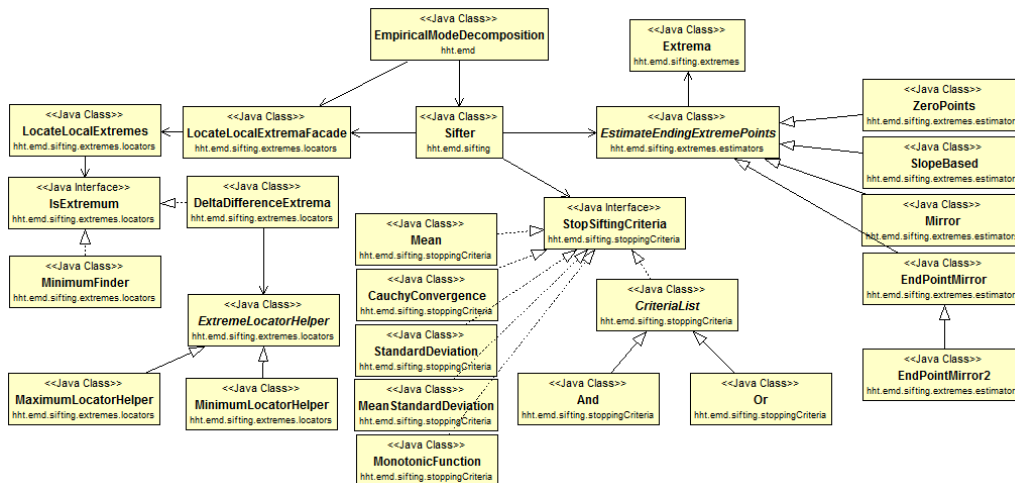 <<Java Class>>
EmpiricalModeDecomposition
hht.emd
<<Java Class>>
Extrema
hht.emd.sifting.extremes
<<Java Class>>
ZeroPoints
hht.emd.sifting.extremes.estimator
<<Java Class>>
LocateLocalExtremes
hht.emd.sifting.extremes.locators
<<Java Class>>
LocateLocalExtremaFacade
hht.emd.sifting.extremes.locators
<<Java Class>>
Sifter
hht.emd.sifting
<<Java Class>>
EstimateEndingExtremePoints
hht.emd.sifting.extremes.estimators
<<Java Class>>
SlopeBased
hht.emd.sifting.extremes.estimator
<<Java Interface>>
IsExtremum
hht.emd.sifting.extremes.locators
<<Java Class>>
DeltaDifferenceExtrema
hht.emd.sifting.extremes.locators
<<Java Class>>
Mean
hht.emd.sifting.stoppingCriteria
<<Java Interface>>
StopSiftingCriteria
hht.emd.sifting.stoppingCriteria
<<Java Class>>
Mirror
hht.emd.sifting.extremes.estimator
<<Java Class>>
MinimumFinder
hht.emd.sifting.extremes.locators
<<Java Class>>
CauchyConvergence
hht.emd.sifting.stoppingCriteria
<<Java Class>>
CriteriaList
hht.emd.sifting.stoppingCriteria
<<Java Class>>
EndPointMirror
hht.emd.sifting.extremes.estimator
<<Java Class>>
ExtremeLocatorHelper
hht.emd.sifting.extremes.locators
<<Java Class>>
StandardDeviation
hht.emd.sifting.stoppingCriteria
<<Java Class>>
EndPointMirror2
hht.emd.sifting.extremes.estimator
<<Java Class>>
MaximumLocatorHelper
hht.emd.sifting.extremes.locators
<<Java Class>>
MinimumLocatorHelper
hht.emd.sifting.extremes.locators
<<Java Class>>
MeanStandardDeviation
hht.emd.sifting.stoppingCriteria
<<Java Class>>
And
hht.emd.sifting.stoppingCriteria
<<Java Class>>
Or
hht.emd.sifting.stoppingCriteria
<<Java Class>>
MonotonicFunction
hht.emd.sifting.stoppingCriteria